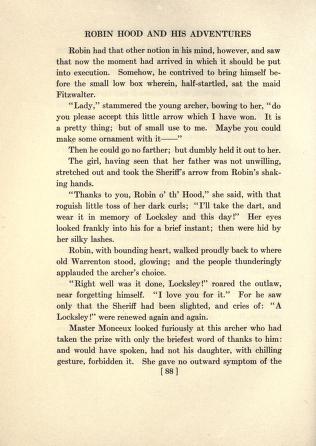 ROBIN HOOD AND HIS ADVENTURES
Robin had that other notion in his mind, however, and saw
that now the moment had arrived in which it should be put
into execution. Somehow, he contrived to bring himself be-
fore the small low box wherein, half-startled, sat the maid
Fitzwalter.
"Lady," stammered the young archer, bowing to her, "do
you please accept this little arrow which I have won. It is
a pretty thing; but of small use to me. Maybe you could
make some ornament with it——"
Then he could go no farther; but dumbly held it out to her.
The girl, having seen that her father was not unwilling,
stretched out and took the Sheriff's arrow from Robin's shak-
ing hands.
"Thanks to you, Robin o' th' Hood," she said, with that
roguish little toss of her dark curls; "I'll take the dart, and
wear it in memory of Locksley and this day!" Her eyes
looked frankly into his for a brief instant; then were hid by
her silky lashes.
Robin, with bounding heart, walked proudly back to where
old Warrenton stood, glowing; and the people thunderingly
applauded the archer's choice.
"Right well was it done, Locksley!" roared the outlaw,
near forgetting himself. "I love you for it." For he saw
only that the Sheriff had been slighted, and cries of: "A
Locksley!" were renewed again and again.
Master Monceux looked furiously at this archer who had
taken the prize with only the briefest word of thanks to him:
and would have spoken, had not his daughter, with chilling
gesture, forbidden it. She gave no outward symptom of the
[ 88 ]